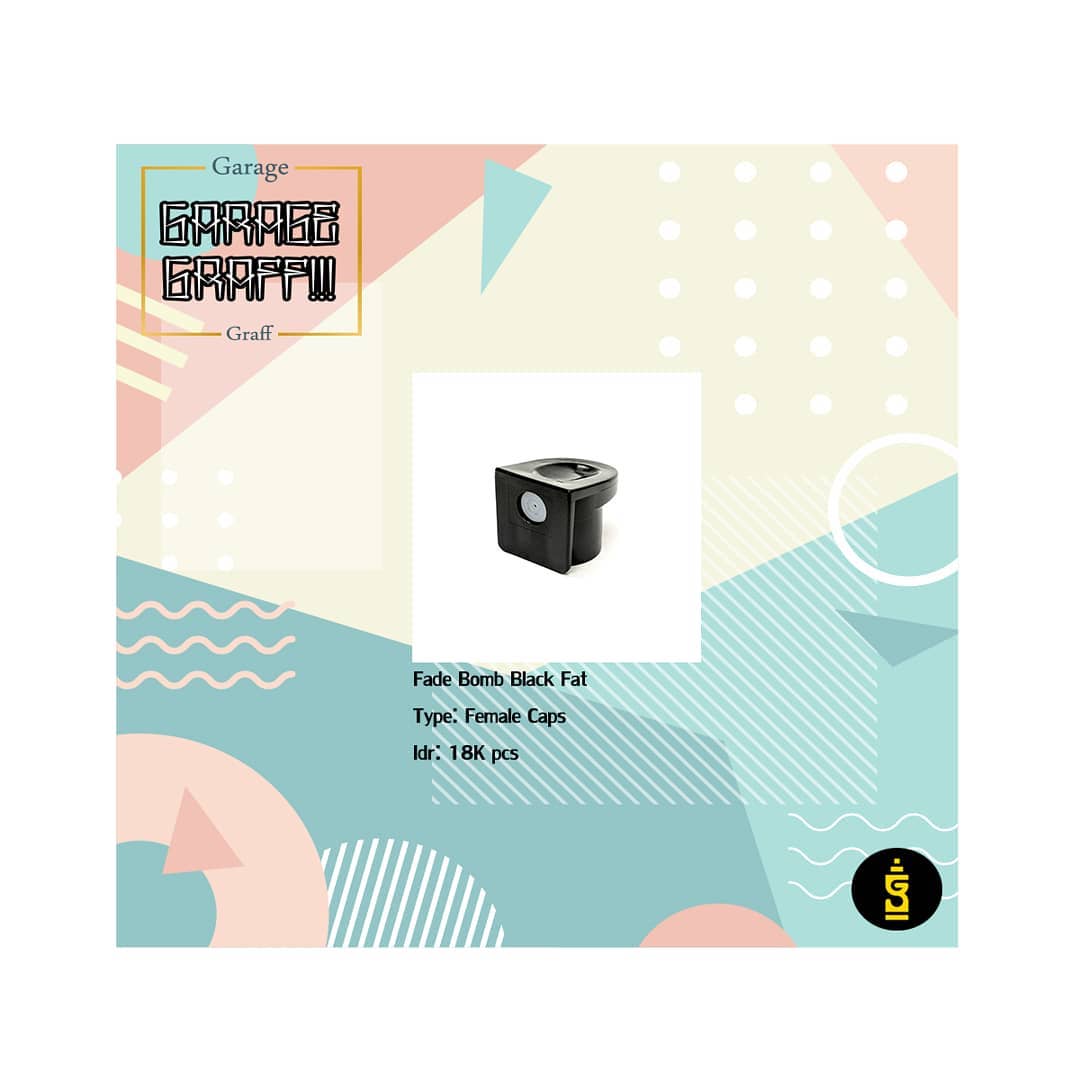 Garage
GARAGE
GRAFF!!!
Graff
Fade Bomb Black Fat
Type: Female Caps
Idr: 18K pcs